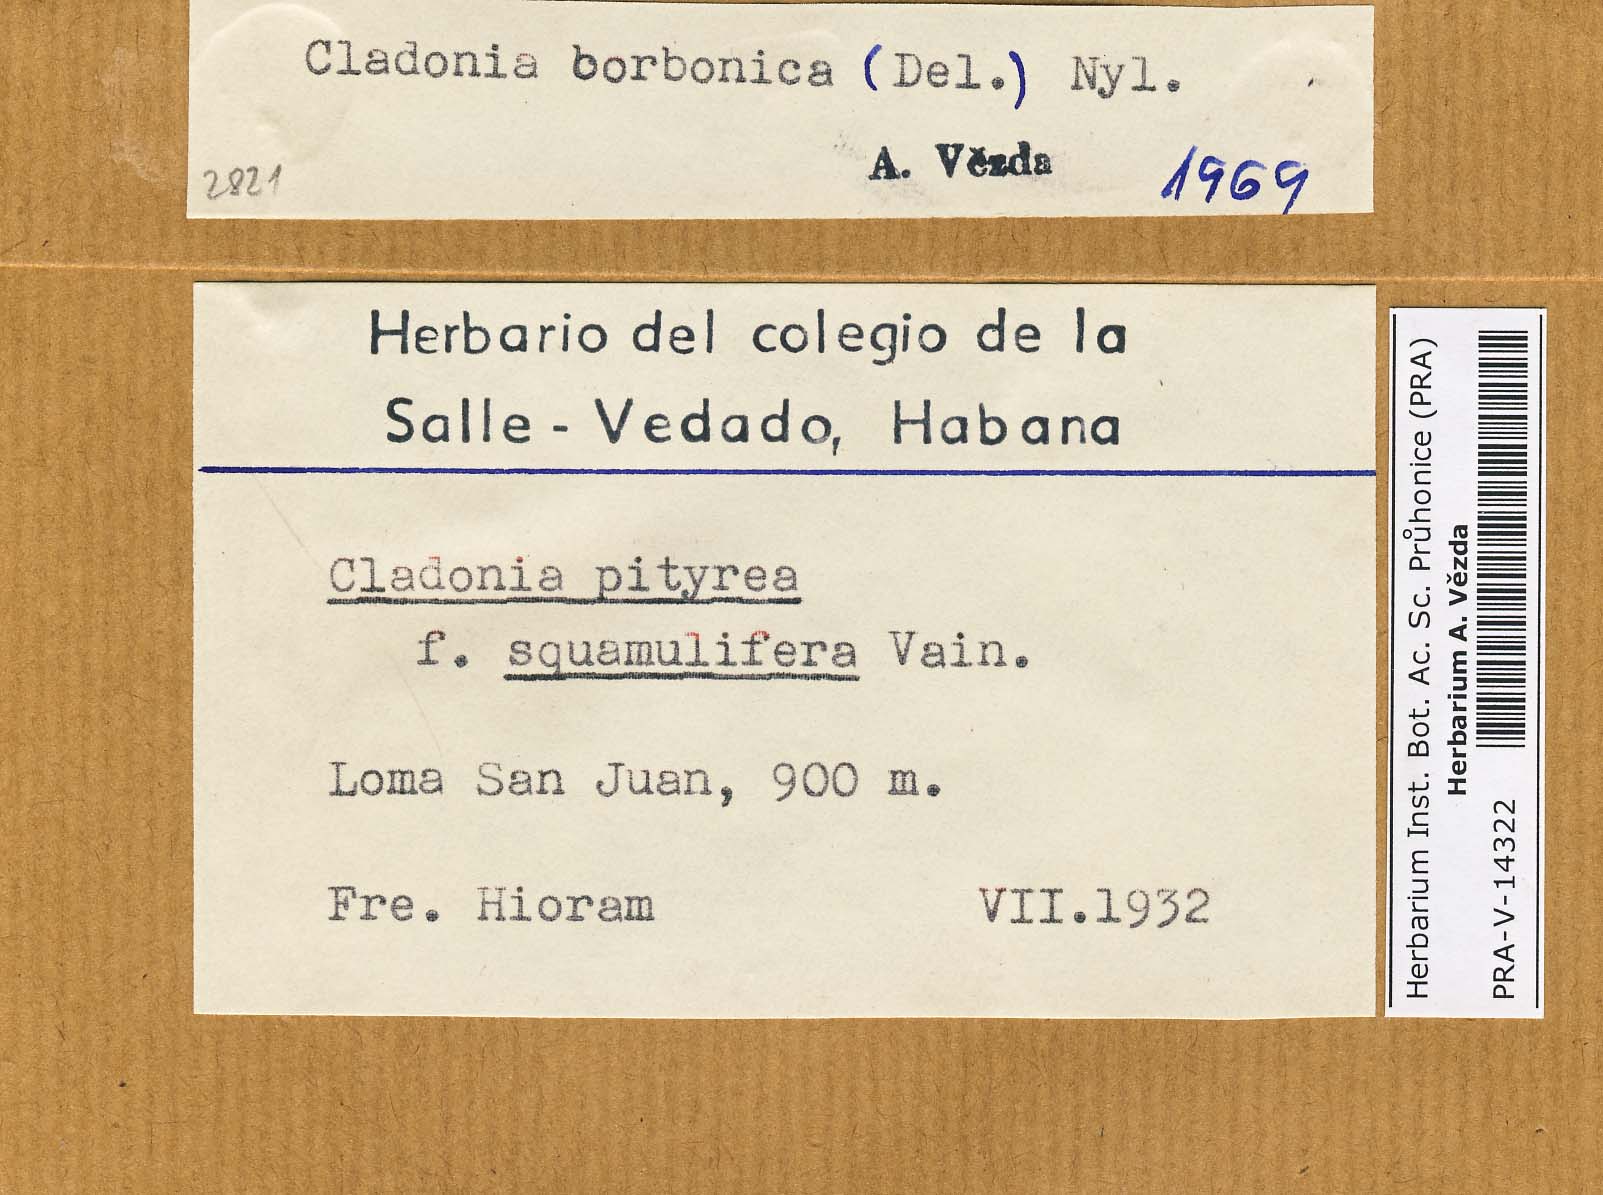 Cladonia borbonica (Del.) Nyl.
A. Vězda 1969
2821
Herbario del colegio de la
Salle - Vedado, Habana
Cladonia pityrea
f. squamulifera Vain.
Loma San Juan, 900 m.
Fre. Hioram VII.1932
Herbarium Inst. Bot. Ac. Sc. Průhonice (PRA)
Herbarium A. Vězda
PRA-V-14322